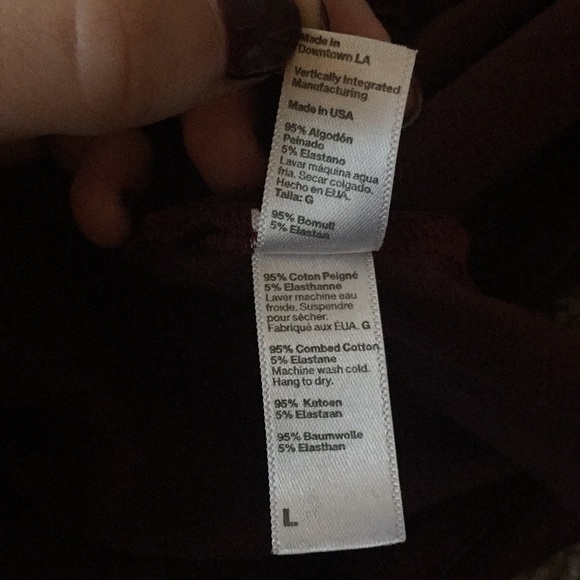 Made in
Downtown LA
Vertically Integrated
Manufacturing
Made in USA
95% Algodón
Peinado
5% Elastano
Lavar máquina agua
fria. Secar colgado.
Hecho en EUA.
Talla: G
95% Bomull
5% Elastan
95% Coton Peigné
5% Elasthanne
Laver machine eau
froide. Suspendre
pour sécher.
Fabriqué aux ÉUA. G
95% Combed Cotton
5% Elastane
Machine wash cold.
Hang to dry.
95% Katoen
5% Elastaan
95% Baumwolle
5% Elasthan
L